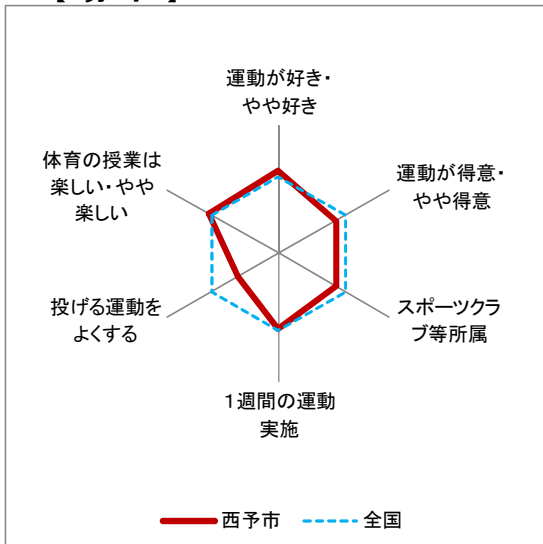 運動が好き・
やや好き
体育の授業は
楽しい・やや
楽しい
運動が得意・
やや得意
投げる運動を
よくする
スポーツクラ
ブ等所属
１週間の運動
実施
西予市
全国